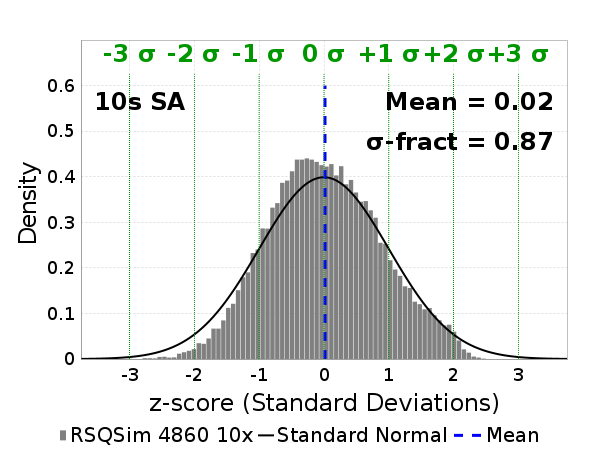 -3 σ -2 σ -1 σ 0 σ +1 σ +2 σ +3 σ
0.6
10s SA
Mean = 0.02
0.5
σ-fract = 0.87
0.4
0.3
0.2
0.1
0
Density
-3 -2 -1 0 1 2 3
z-score (Standard Deviations)
RSQSim 4860 10x Standard Normal Mean